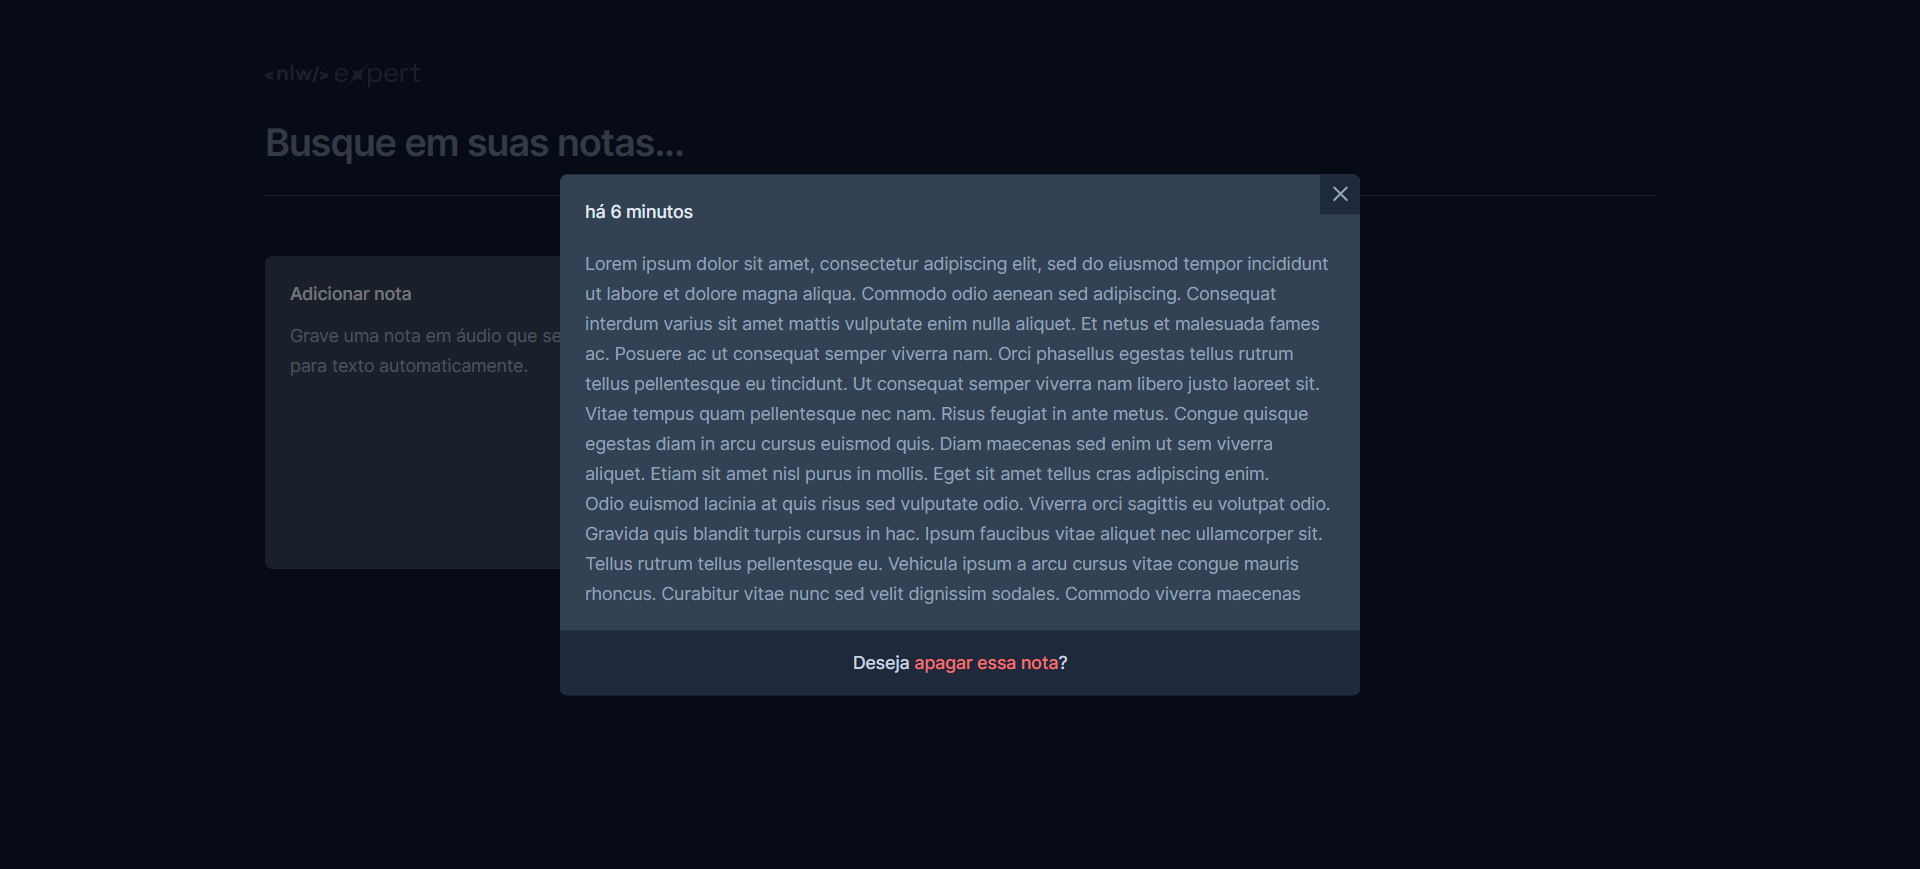 <nlw/> expert
Busque em suas notas...
há 6 minutos
Lorem ipsum dolor sit amet, consectetur adipiscing elit, sed do eiusmod tempor incididunt
ut labore et dolore magna aliqua. Commodo odio aenean sed adipiscing. Consequat
interdum varius sit amet mattis vulputate enim nulla aliquet. Et netus et malesuada fames
ac. Posuere ac ut consequat semper viverra nam. Orci phasellus egestas tellus rutrum
tellus pellentesque eu tincidunt. Ut consequat semper viverra nam libero justo laoreet sit.
Vitae tempus quam pellentesque nec nam. Risus feugiat in ante metus. Congue quisque
egestas diam in arcu cursus euismod quis. Diam maecenas sed enim ut sem viverra
aliquet. Etiam sit amet nisl purus in mollis. Eget sit amet tellus cras adipiscing enim.
Odio euismod lacinia at quis risus sed vulputate odio. Viverra orci sagittis eu volutpat odio.
Gravida quis blandit turpis cursus in hac. Ipsum faucibus vitae aliquet nec ullamcorper sit.
Tellus rutrum tellus pellentesque eu. Vehicula ipsum a arcu cursus vitae congue mauris
rhoncus. Curabitur vitae nunc sed velit dignissim sodales. Commodo viverra maecenas
Deseja apagar essa nota?
Adicionar nota
Grave uma nota em áudio que se
para texto automaticamente.